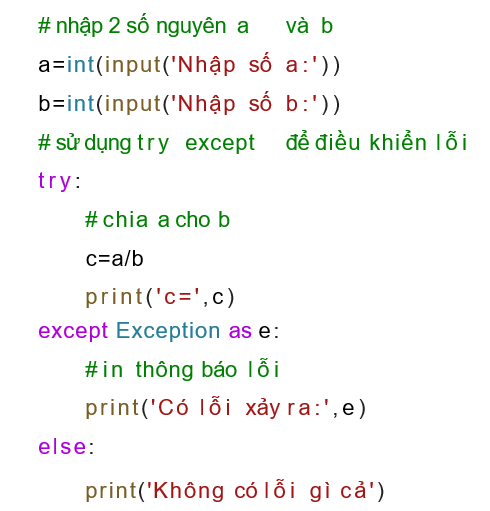 # nhập 2 số nguyên a và b
a=int(input('Nhập số a:'))
b=int(input('Nhập số b:'))
# sử dụng try except để điều khiển lỗi
try:
# chia a cho b
c=a/b
print('c=',c)
except Exception as e:
# in thông báo lỗi
print('Có lỗi xảy ra:',e)
else:
print('Không có lỗi gì cả')